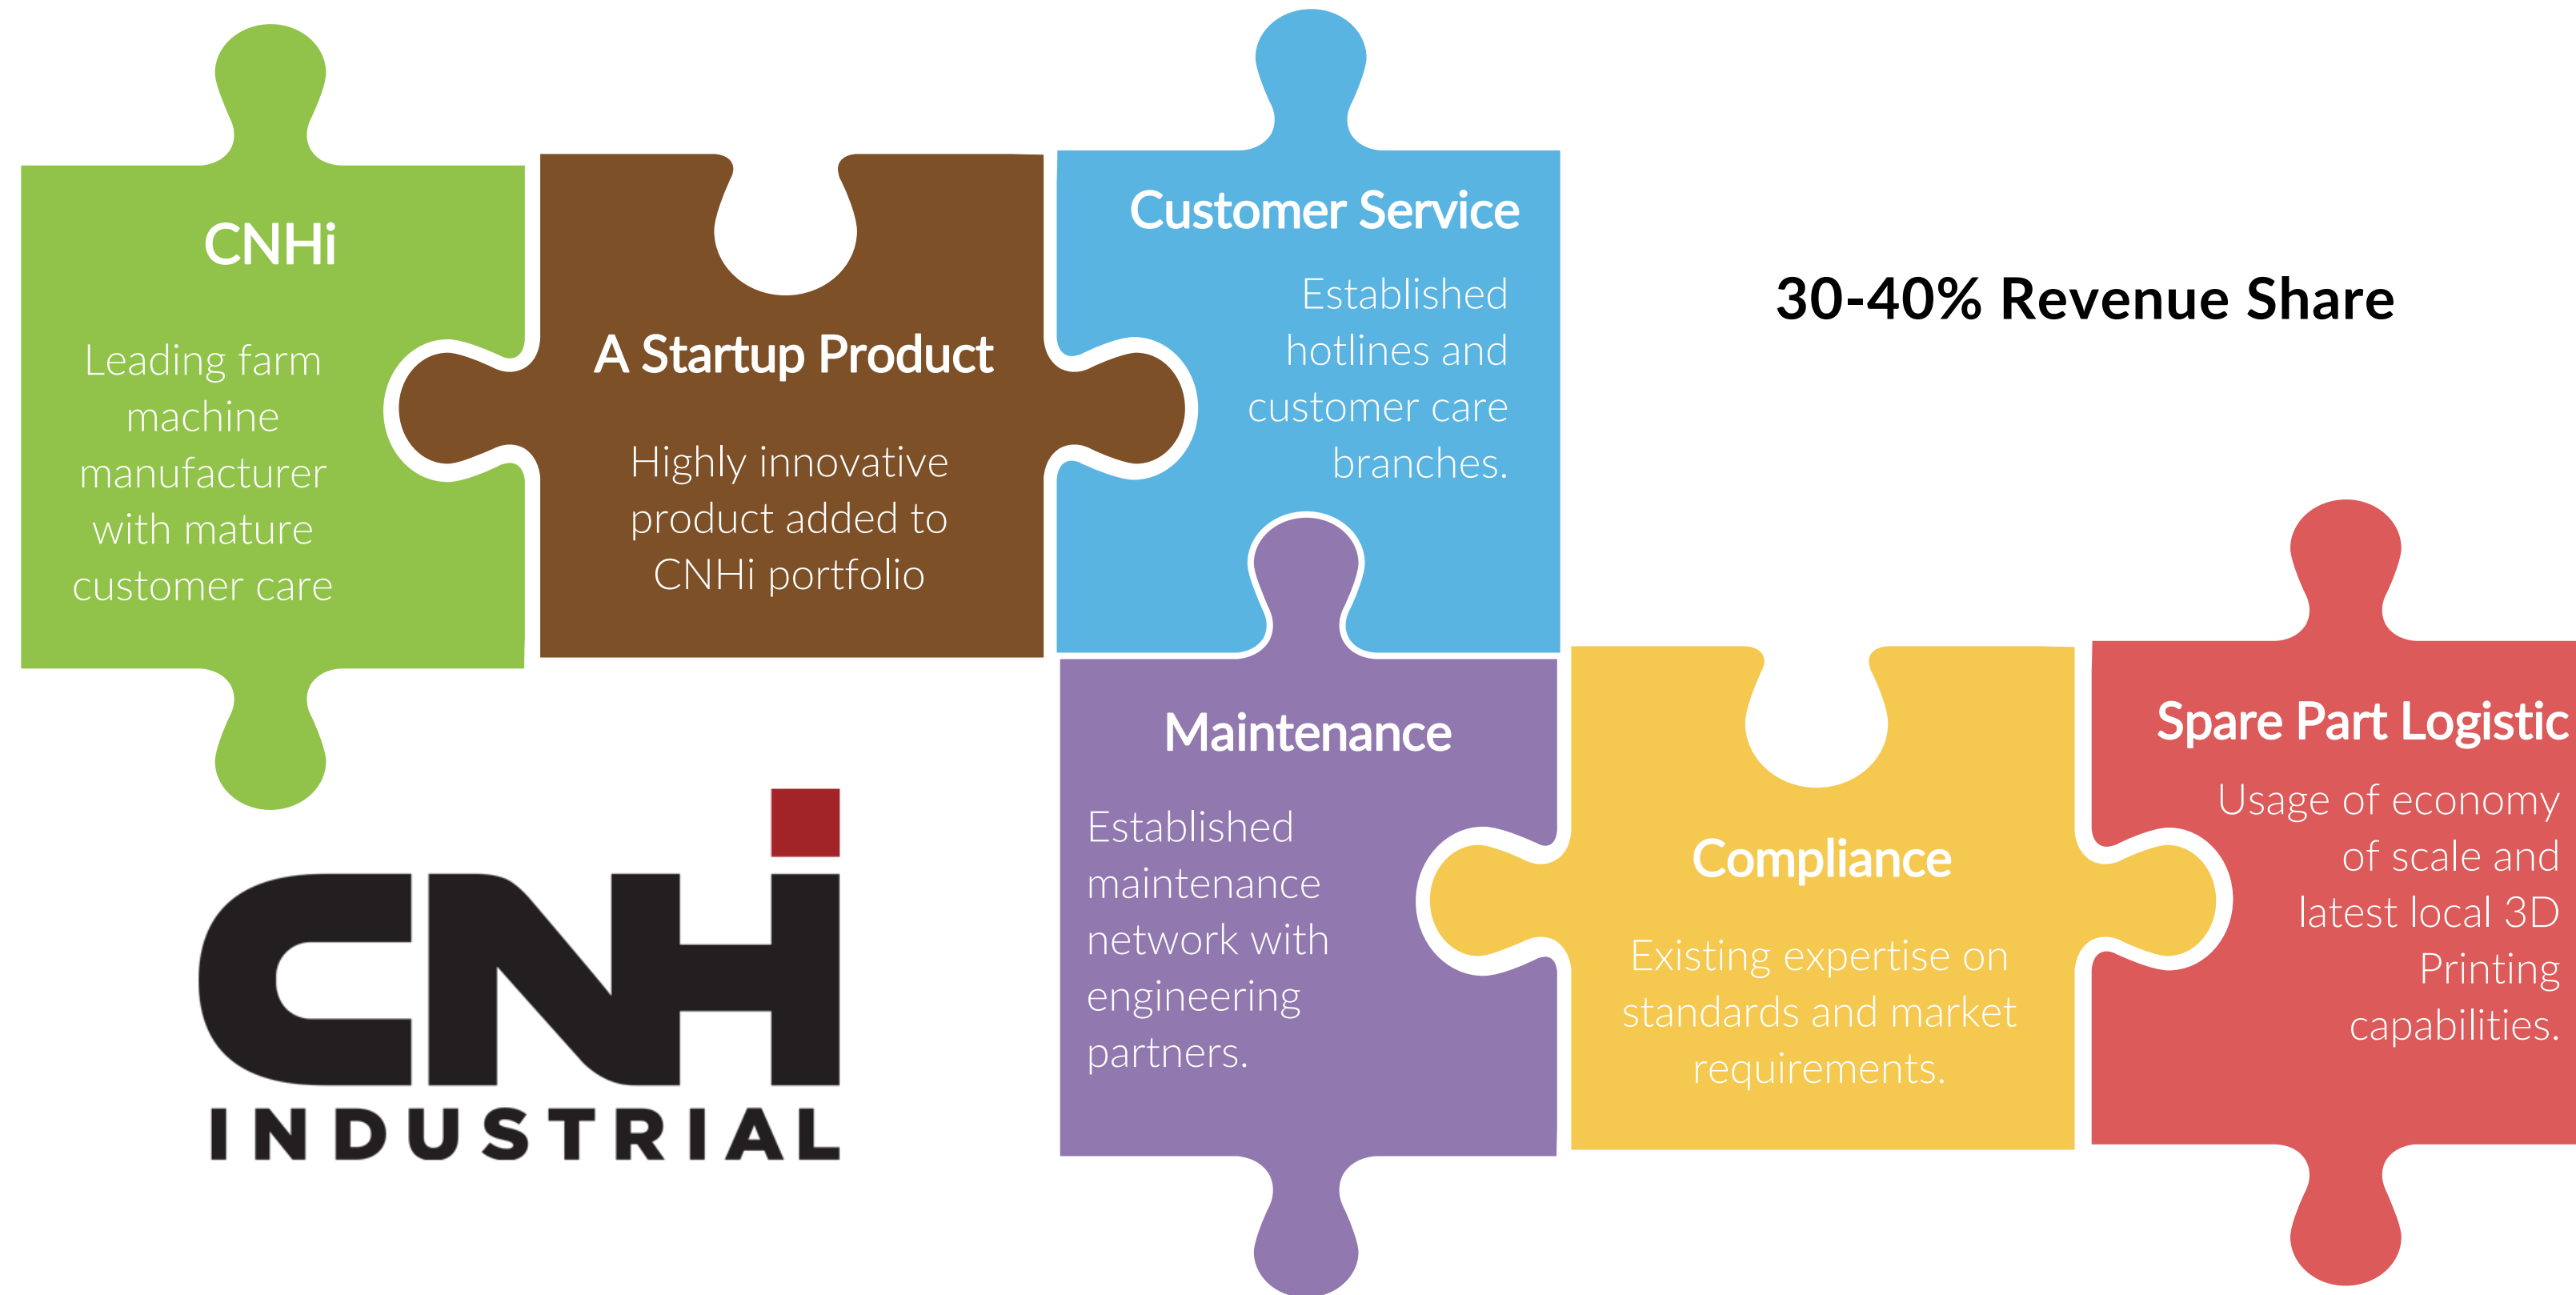 CNHi
Leading farm
machine
manufacturer
with mature
customer care
A Startup Product
Highly innovative
product added to
CNHi portfolio
Customer Service
Established
hotlines and
customer care
branches.
30-40% Revenue Share
Maintenance
Established
maintenance
network with
engineering
partners.
Compliance
Existing expertise on
standards and market
requirements.
Spare Part Logistic
Usage of economy
of scale and
latest local 3D
Printing
capabilities.
CNHi
INDUSTRIAL